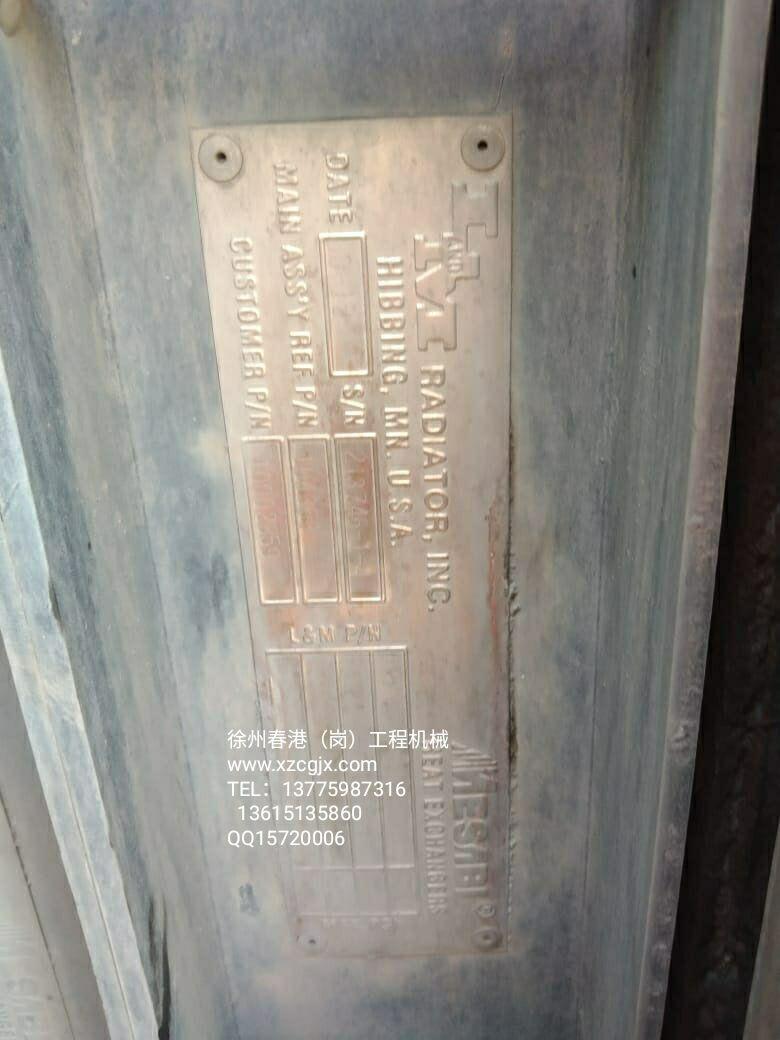 L AND M RADIATOR, INC.
HIBBING, MN. U.S.A.
DATE
S/N
MAIN ASS'Y REF P/N
CUSTOMER P/N
L&M P/N
MESABI ®
HEAT EXCHANGERS
徐州春港（岗）工程机械
www.xzcgjx.com
TEL：13775987316
13615135860
QQ15720006